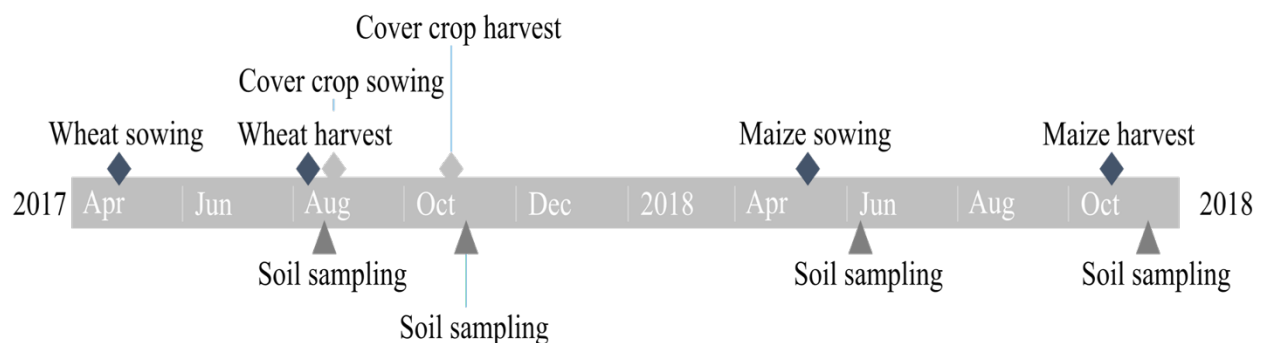 Cover crop harvest
Cover crop sowing
Wheat sowing
Wheat harvest
Maize sowing
Maize harvest
2017
Apr
Jun
Aug
Oct
Dec
2018
Apr
Jun
Aug
Oct
2018
Soil sampling
Soil sampling
Soil sampling
Soil sampling